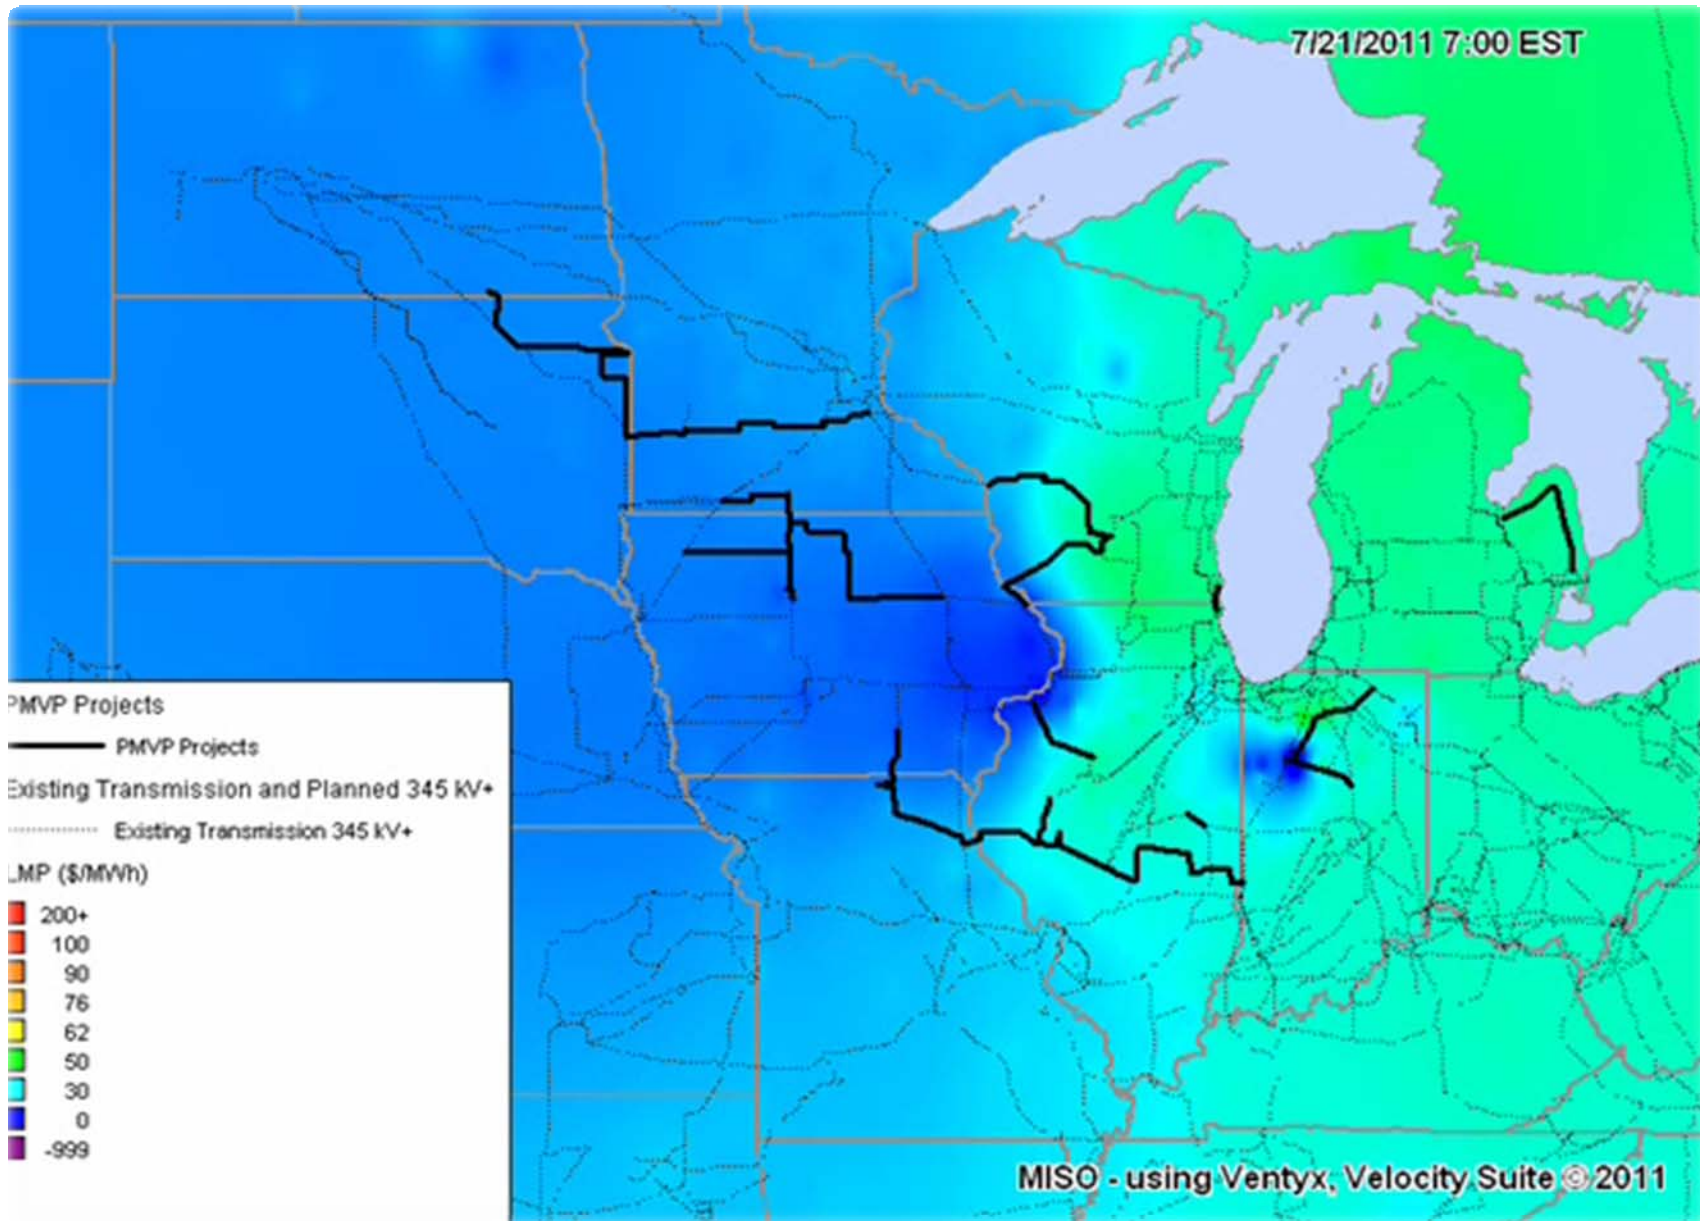 7/21/2011 7:00 EST
PMVP Projects
PMVP Projects
Existing Transmission and Planned 345 kV+
Existing Transmission 345 kV+
LMP ($/MWh)
200+
100
90
76
62
50
30
0
-999
MISO - using Ventyx, Velocity Suite © 2011